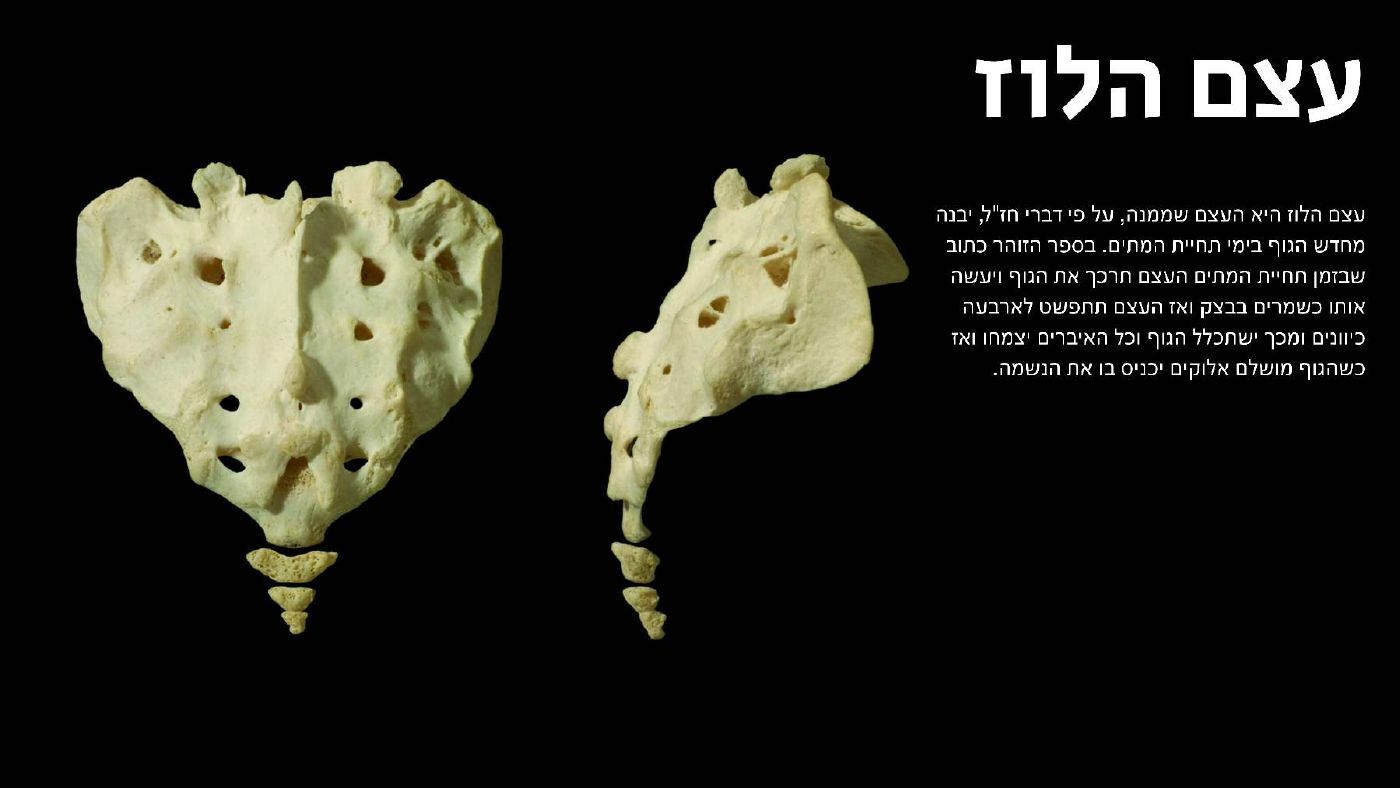 עצם הלוז
עצם הלוז היא העצם שממנה, על פי דברי חז"ל, יבנה
מחדש הגוף בימי תחיית המתים. בספר הזוהר כתוב
שבזמן תחיית המתים העצם תרכך את הגוף ויעשה
אותו כשמרים בבצק ואז העצם תתפשט לארבעה
כיוונים ומכך ישתכלל הגוף וכל האיברים יצמחו ואז
כשהגוף מושלם אלוקים יכניס בו את הנשמה.